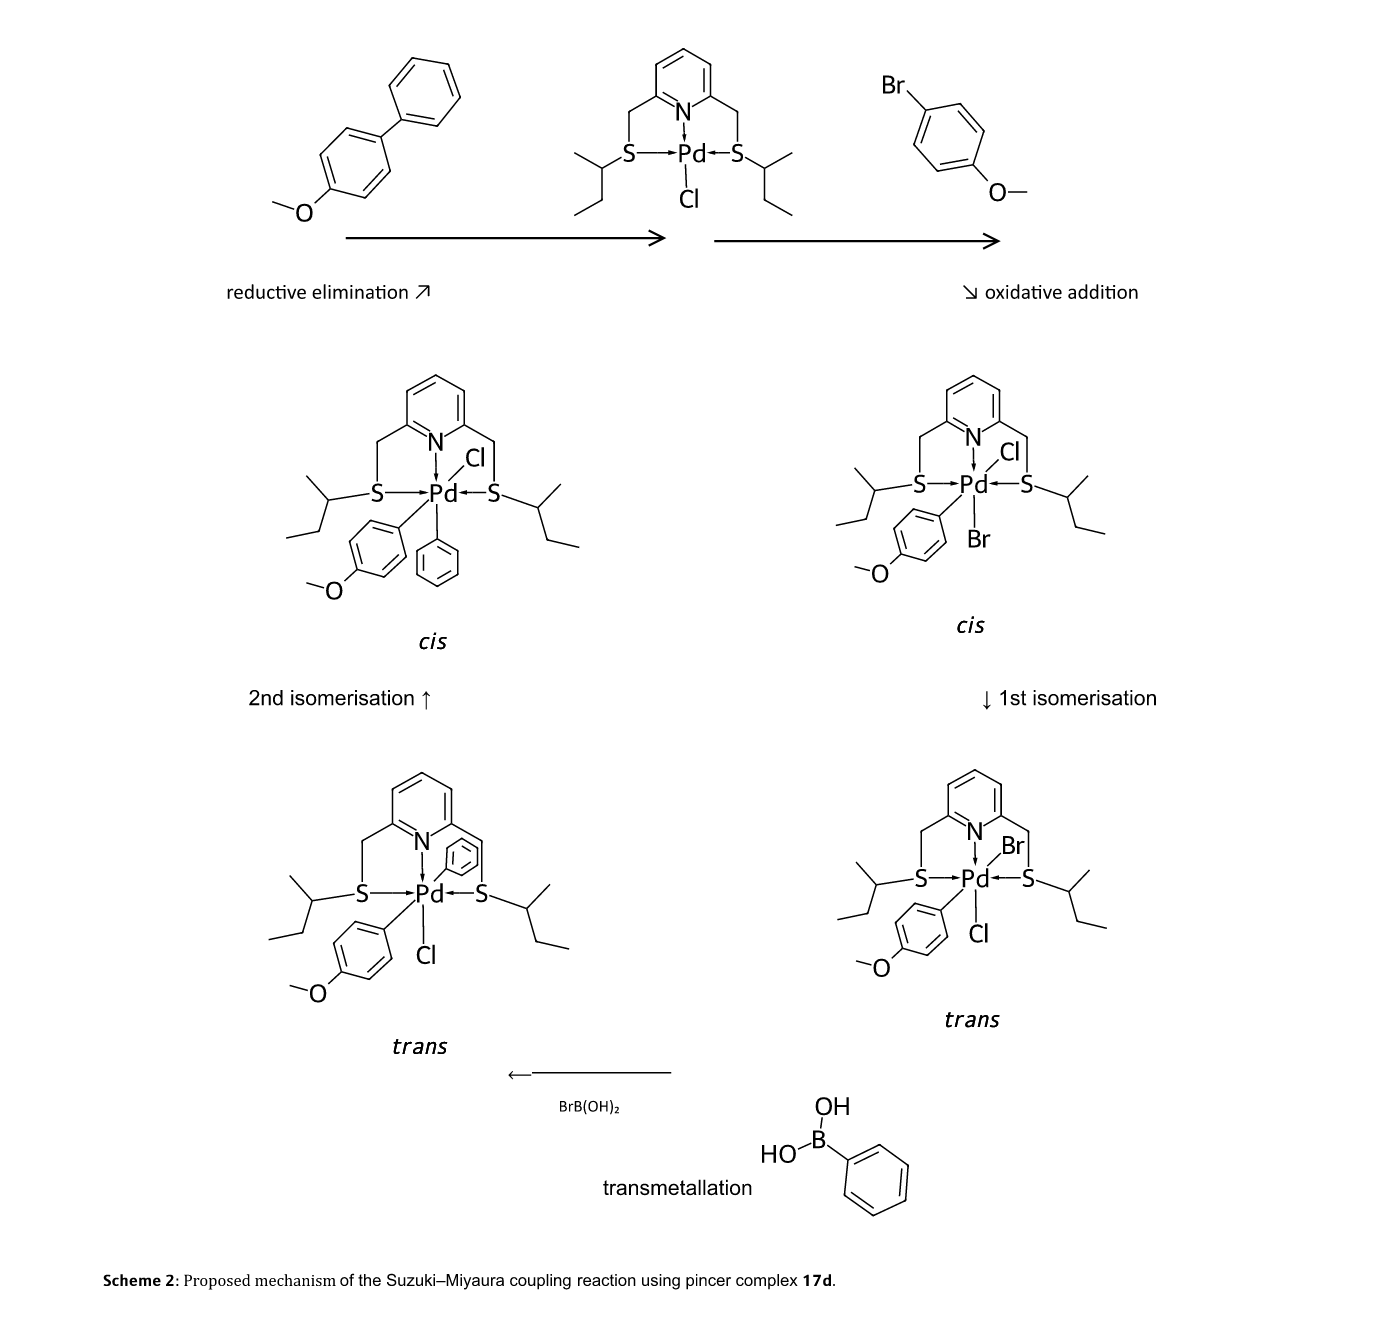 Br
O
N
S Pd S
Cl
O
reductive elimination ↗
↘ oxidative addition
N
Cl
S Pd S
O
cis
N
Cl
S Pd S
Br
O
cis
2nd isomerisation ↑
↓ 1st isomerisation
N
S Pd S
Cl
O
trans
N
Br
S Pd S
Cl
O
trans
←
BrB(OH)₂
OH
B
HO
transmetallation
Scheme 2: Proposed mechanism of the Suzuki–Miyaura coupling reaction using pincer complex 17d.